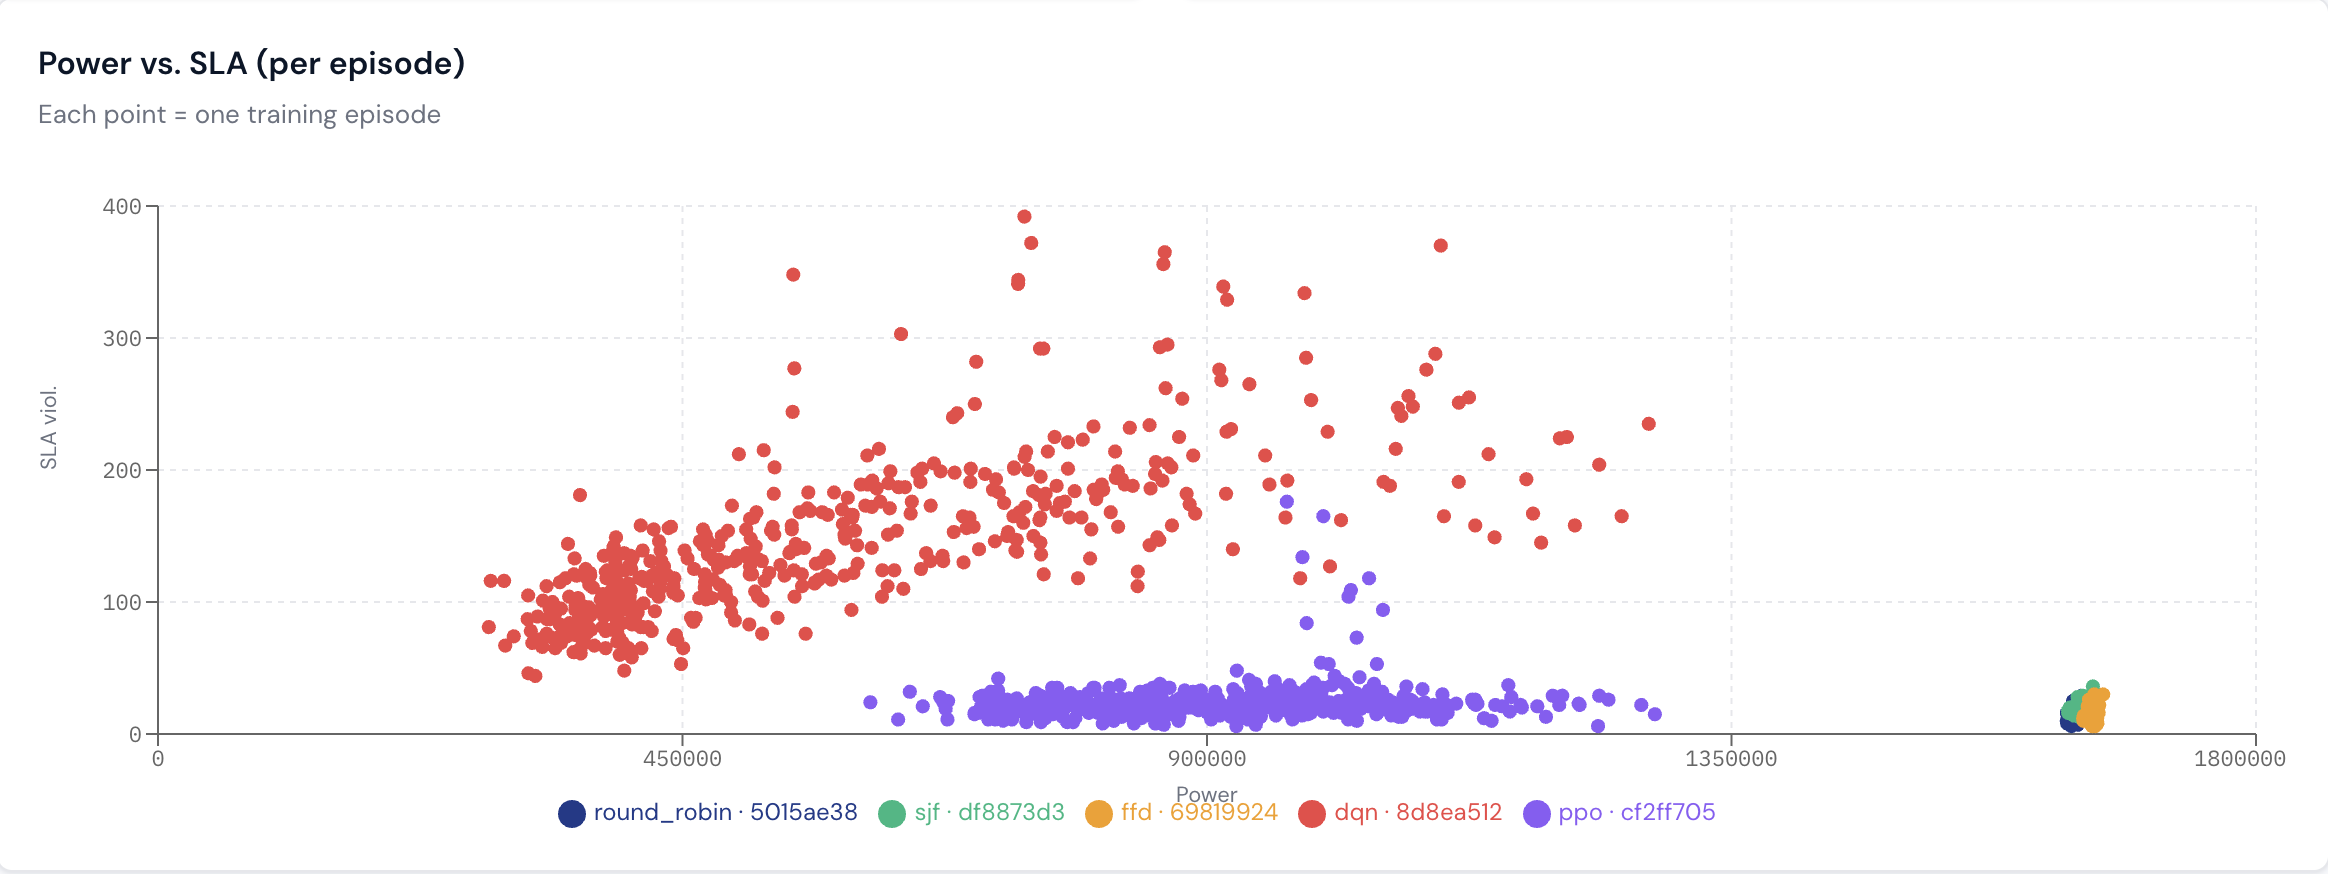 Power vs. SLA (per episode)
Each point = one training episode
400
300
SLA viol.
200
100
0
0 450000 900000 1350000 1800000
Power
round_robin · 5015ae38 sjf · df8873d3 ffd · 69819924 dqn · 8d8ea512 ppo · cf2ff705